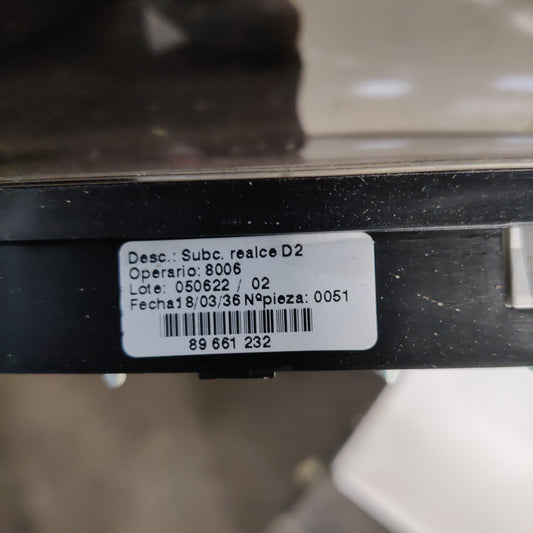 Desc.: Subc. realce D2
Operario: 8006
Lote: 050622 / 02
Fecha18/03/36 Nºpieza: 0051
89 661 232